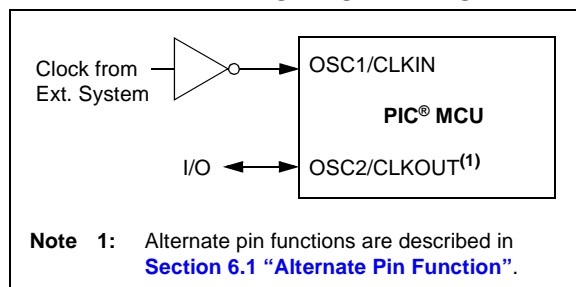 Clock from
Ext. System
OSC1/CLKIN
PIC® MCU
I/O
OSC2/CLKOUT(1)
Note 1: Alternate pin functions are described in
Section 6.1 “Alternate Pin Function”.